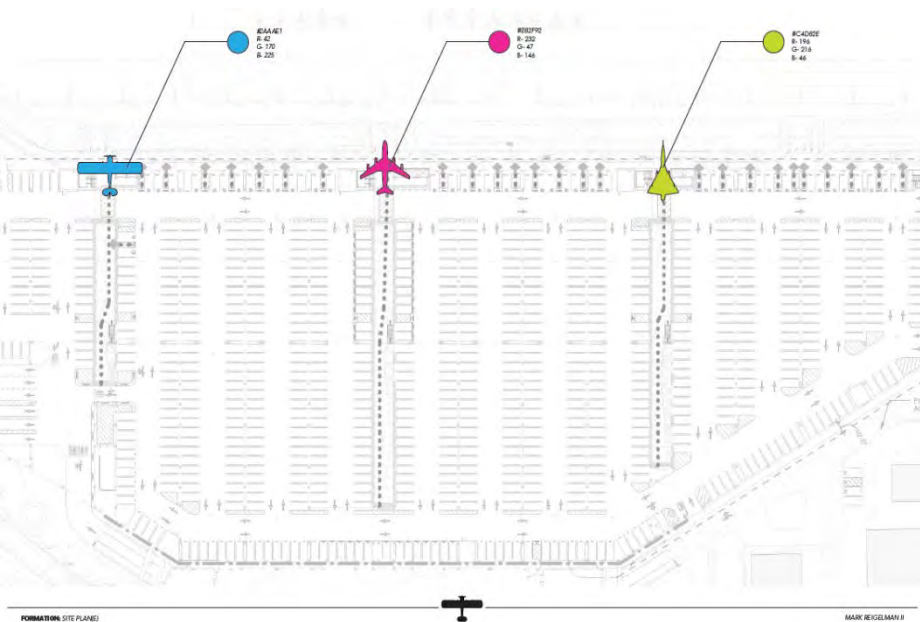 #2AAAE1
R- 42
G- 170
B- 225
#E82F92
R- 232
G- 47
B- 146
#C4D82E
R- 196
G- 216
B- 46
FORMATION: SITE PLAN(E)
MARK REIGELMAN II